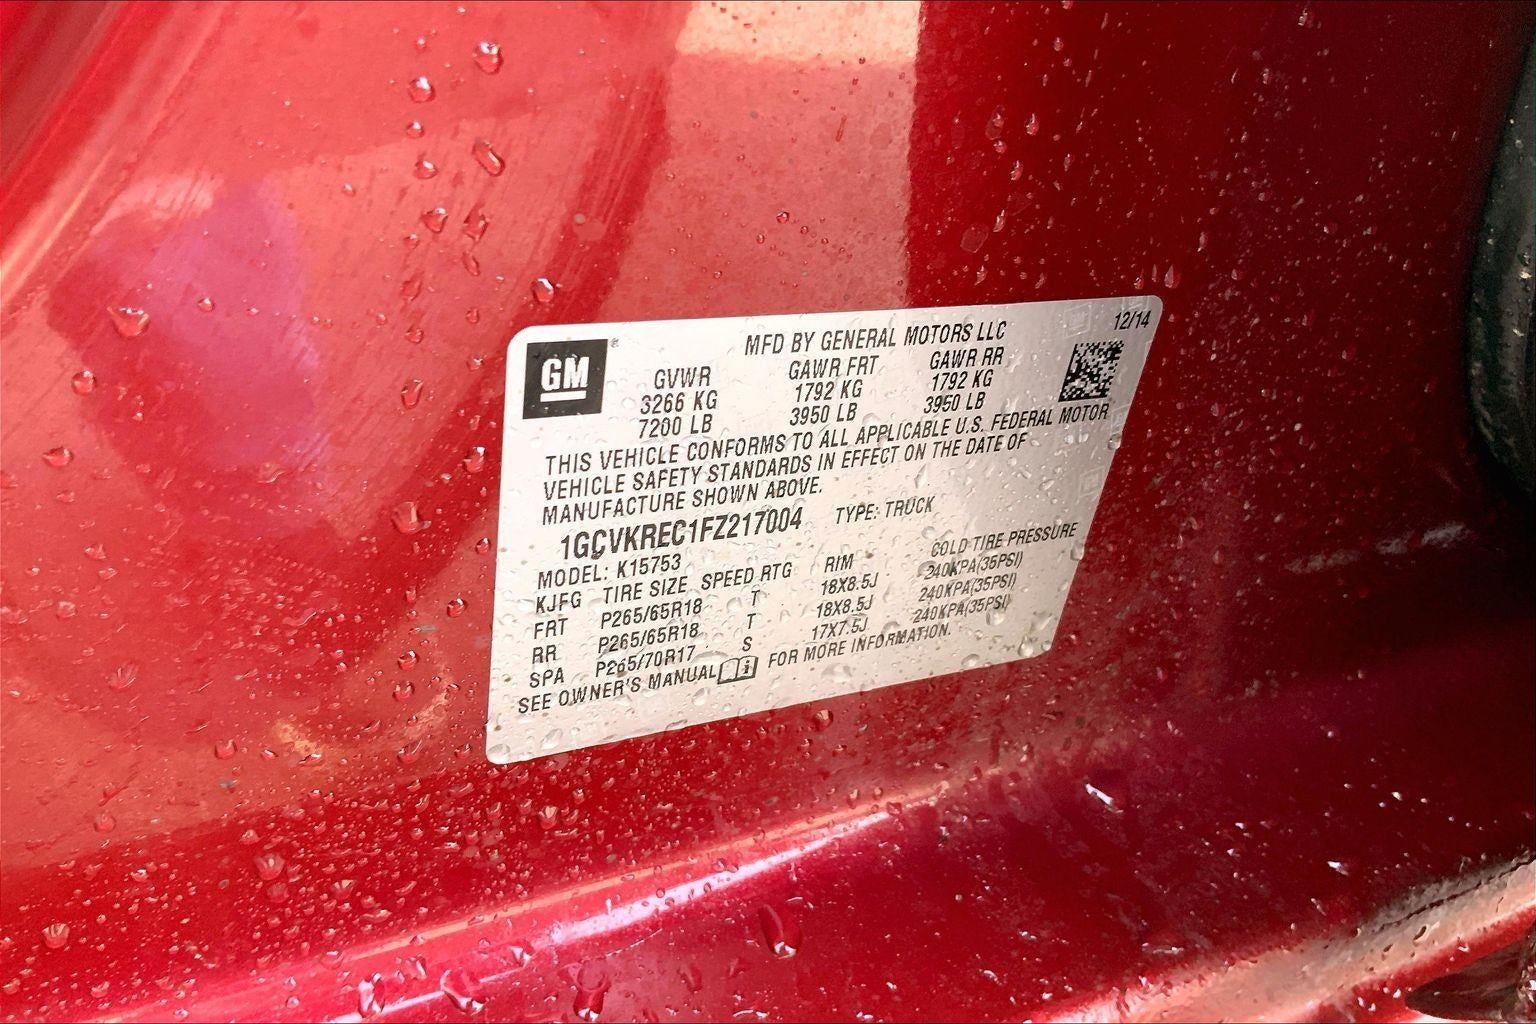 GM®
MFD BY GENERAL MOTORS LLC 12/14
GVWR GAWR FRT GAWR RR
3266 KG 1792 KG 1792 KG
7200 LB 3950 LB 3950 LB
THIS VEHICLE CONFORMS TO ALL APPLICABLE U.S. FEDERAL MOTOR
VEHICLE SAFETY STANDARDS IN EFFECT ON THE DATE OF
MANUFACTURE SHOWN ABOVE.
1GCVKREC1FZ217004 TYPE: TRUCK
MODEL: K15753
KJFG TIRE SIZE SPEED RTG RIM COLD TIRE PRESSURE
FRT P265/65R18 T 18X8.5J 240KPA(35PSI)
RR P265/65R18 T 18X8.5J 240KPA(35PSI)
SPA P265/70R17 S 17X7.5J 240KPA(35PSI)
SEE OWNER'S MANUAL FOR MORE INFORMATION.